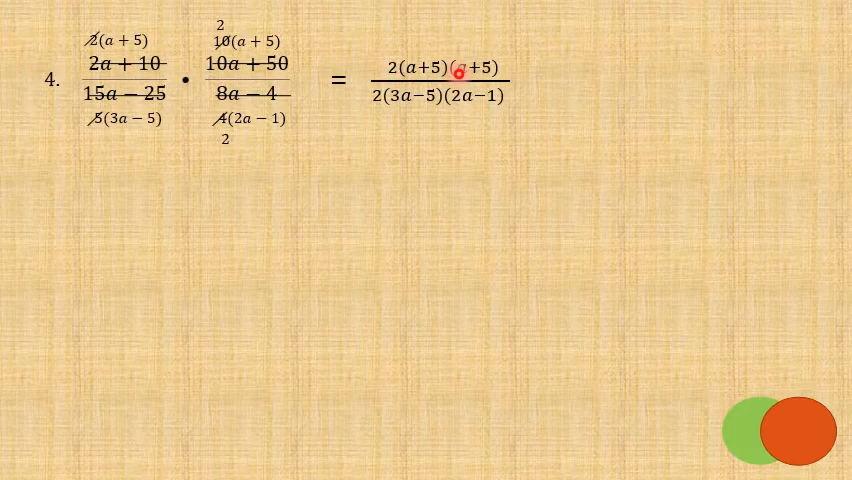 2
2(a + 5) 10(a + 5)
4. 2a + 10 / 15a − 25 • 10a + 50 / 8a − 4 = 2(a+5)(a+5) / 2(3a−5)(2a−1)
5(3a − 5) 4(2a − 1)
2